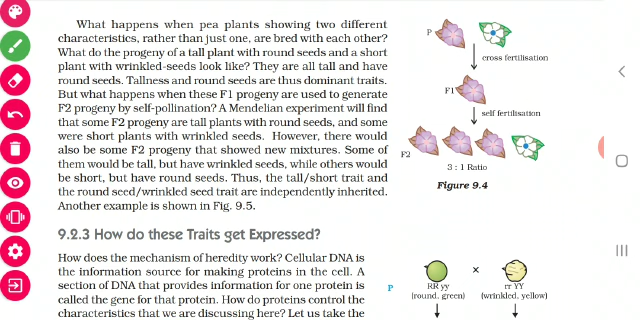 What happens when pea plants showing two different
characteristics, rather than just one, are bred with each other?
What do the progeny of a tall plant with round seeds and a short
plant with wrinkled-seeds look like? They are all tall and have
round seeds. Tallness and round seeds are thus dominant traits.
But what happens when these F1 progeny are used to generate
F2 progeny by self-pollination? A Mendelian experiment will find
that some F2 progeny are tall plants with round seeds, and some
were short plants with wrinkled seeds. However, there would
also be some F2 progeny that showed new mixtures. Some of
them would be tall, but have wrinkled seeds, while others would
be short, but have round seeds. Thus, the tall/short trait and
the round seed/wrinkled seed trait are independently inherited.
Another example is shown in Fig. 9.5.
9.2.3 How do these Traits get Expressed?
How does the mechanism of heredity work? Cellular DNA is
the information source for making proteins in the cell. A
section of DNA that provides information for one protein is
called the gene for that protein. How do proteins control the
characteristics that we are discussing here? Let us take the
P
cross fertilisation
F1
self fertilisation
F2
3 : 1 Ratio
Figure 9.4
×
P
RR yy
(round, green)
rr YY
(wrinkled, yellow)